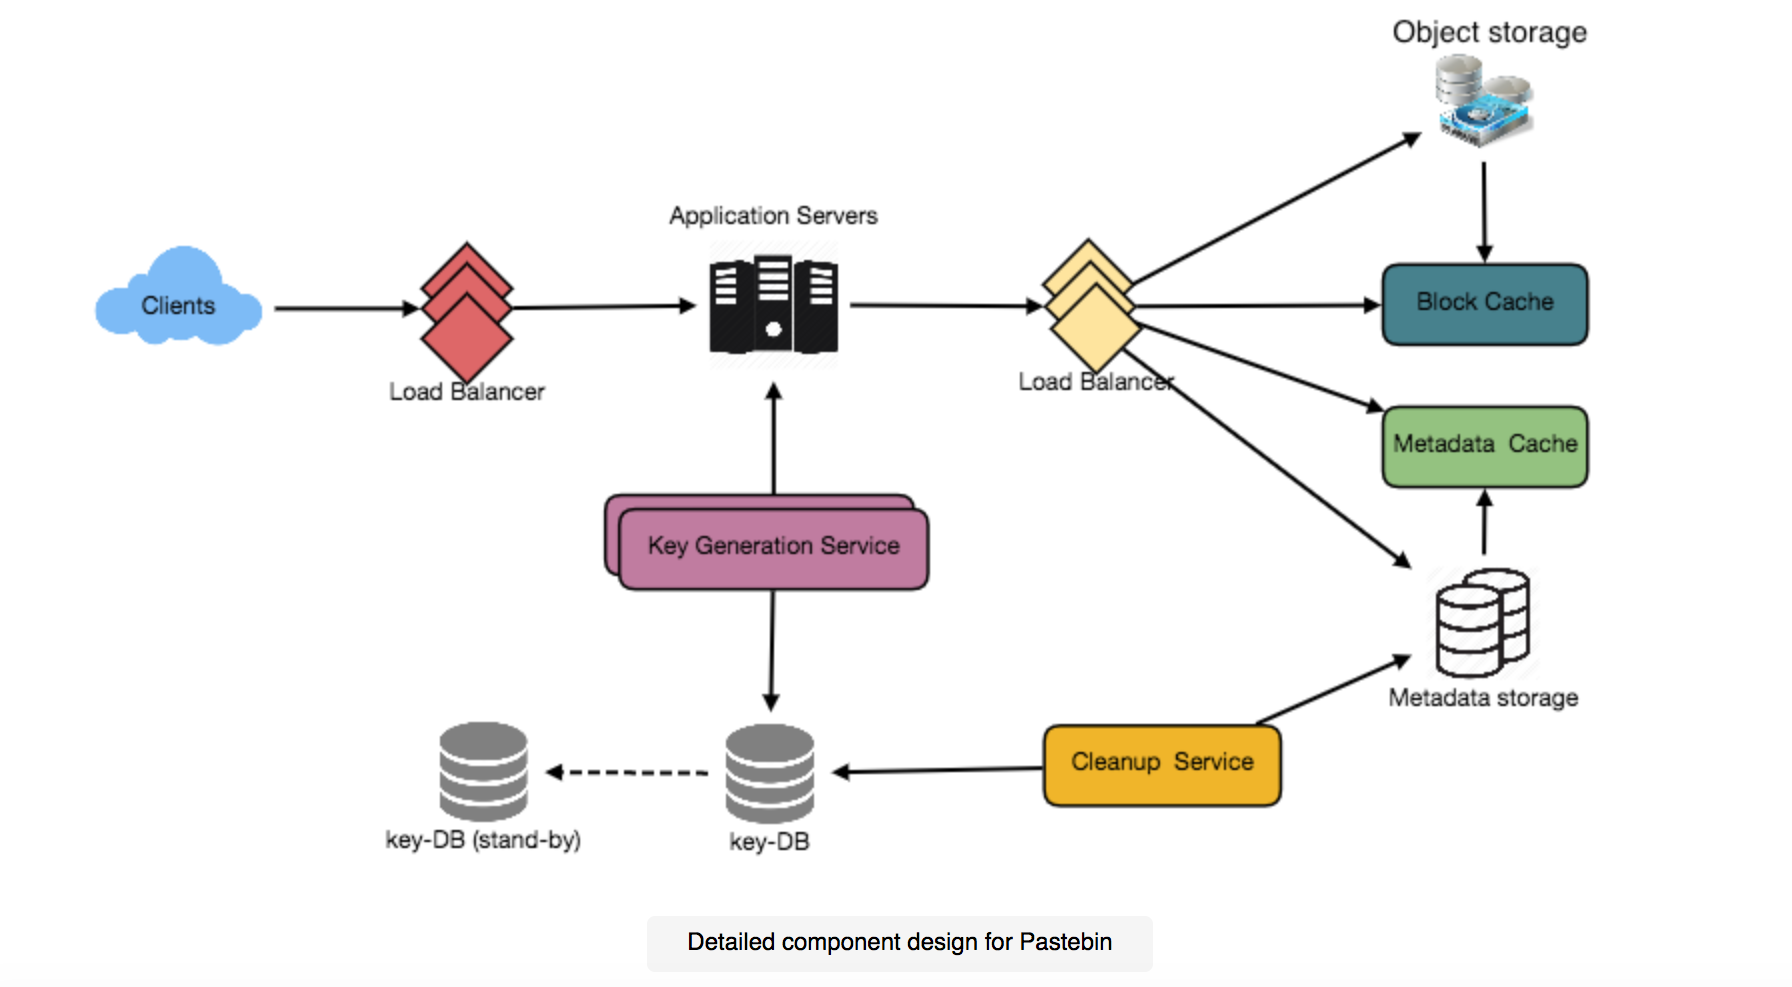 Object storage
Application Servers
Clients
Block Cache
Load Balancer
Load Balancer
Metadata Cache
Key Generation Service
Metadata storage
Cleanup Service
key-DB (stand-by)
key-DB
Detailed component design for Pastebin